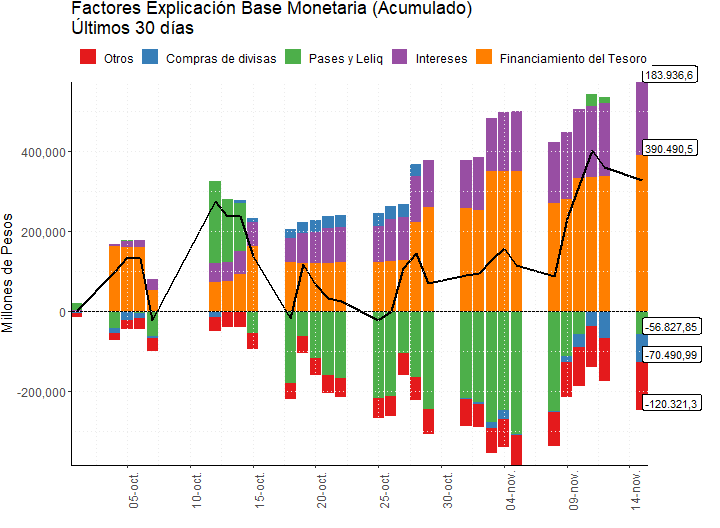 Factores Explicación Base Monetaria (Acumulado)
Últimos 30 días
Otros Compras de divisas Pases y Leliq Intereses Financiamiento del Tesoro
183.936,6
400,000
390.490,5
200,000
Millones de Pesos
0
-56.827,85
-70.490,99
-200,000
-120.321,3
05-oct. 10-oct. 15-oct. 20-oct. 25-oct. 30-oct. 04-nov. 09-nov. 14-nov.